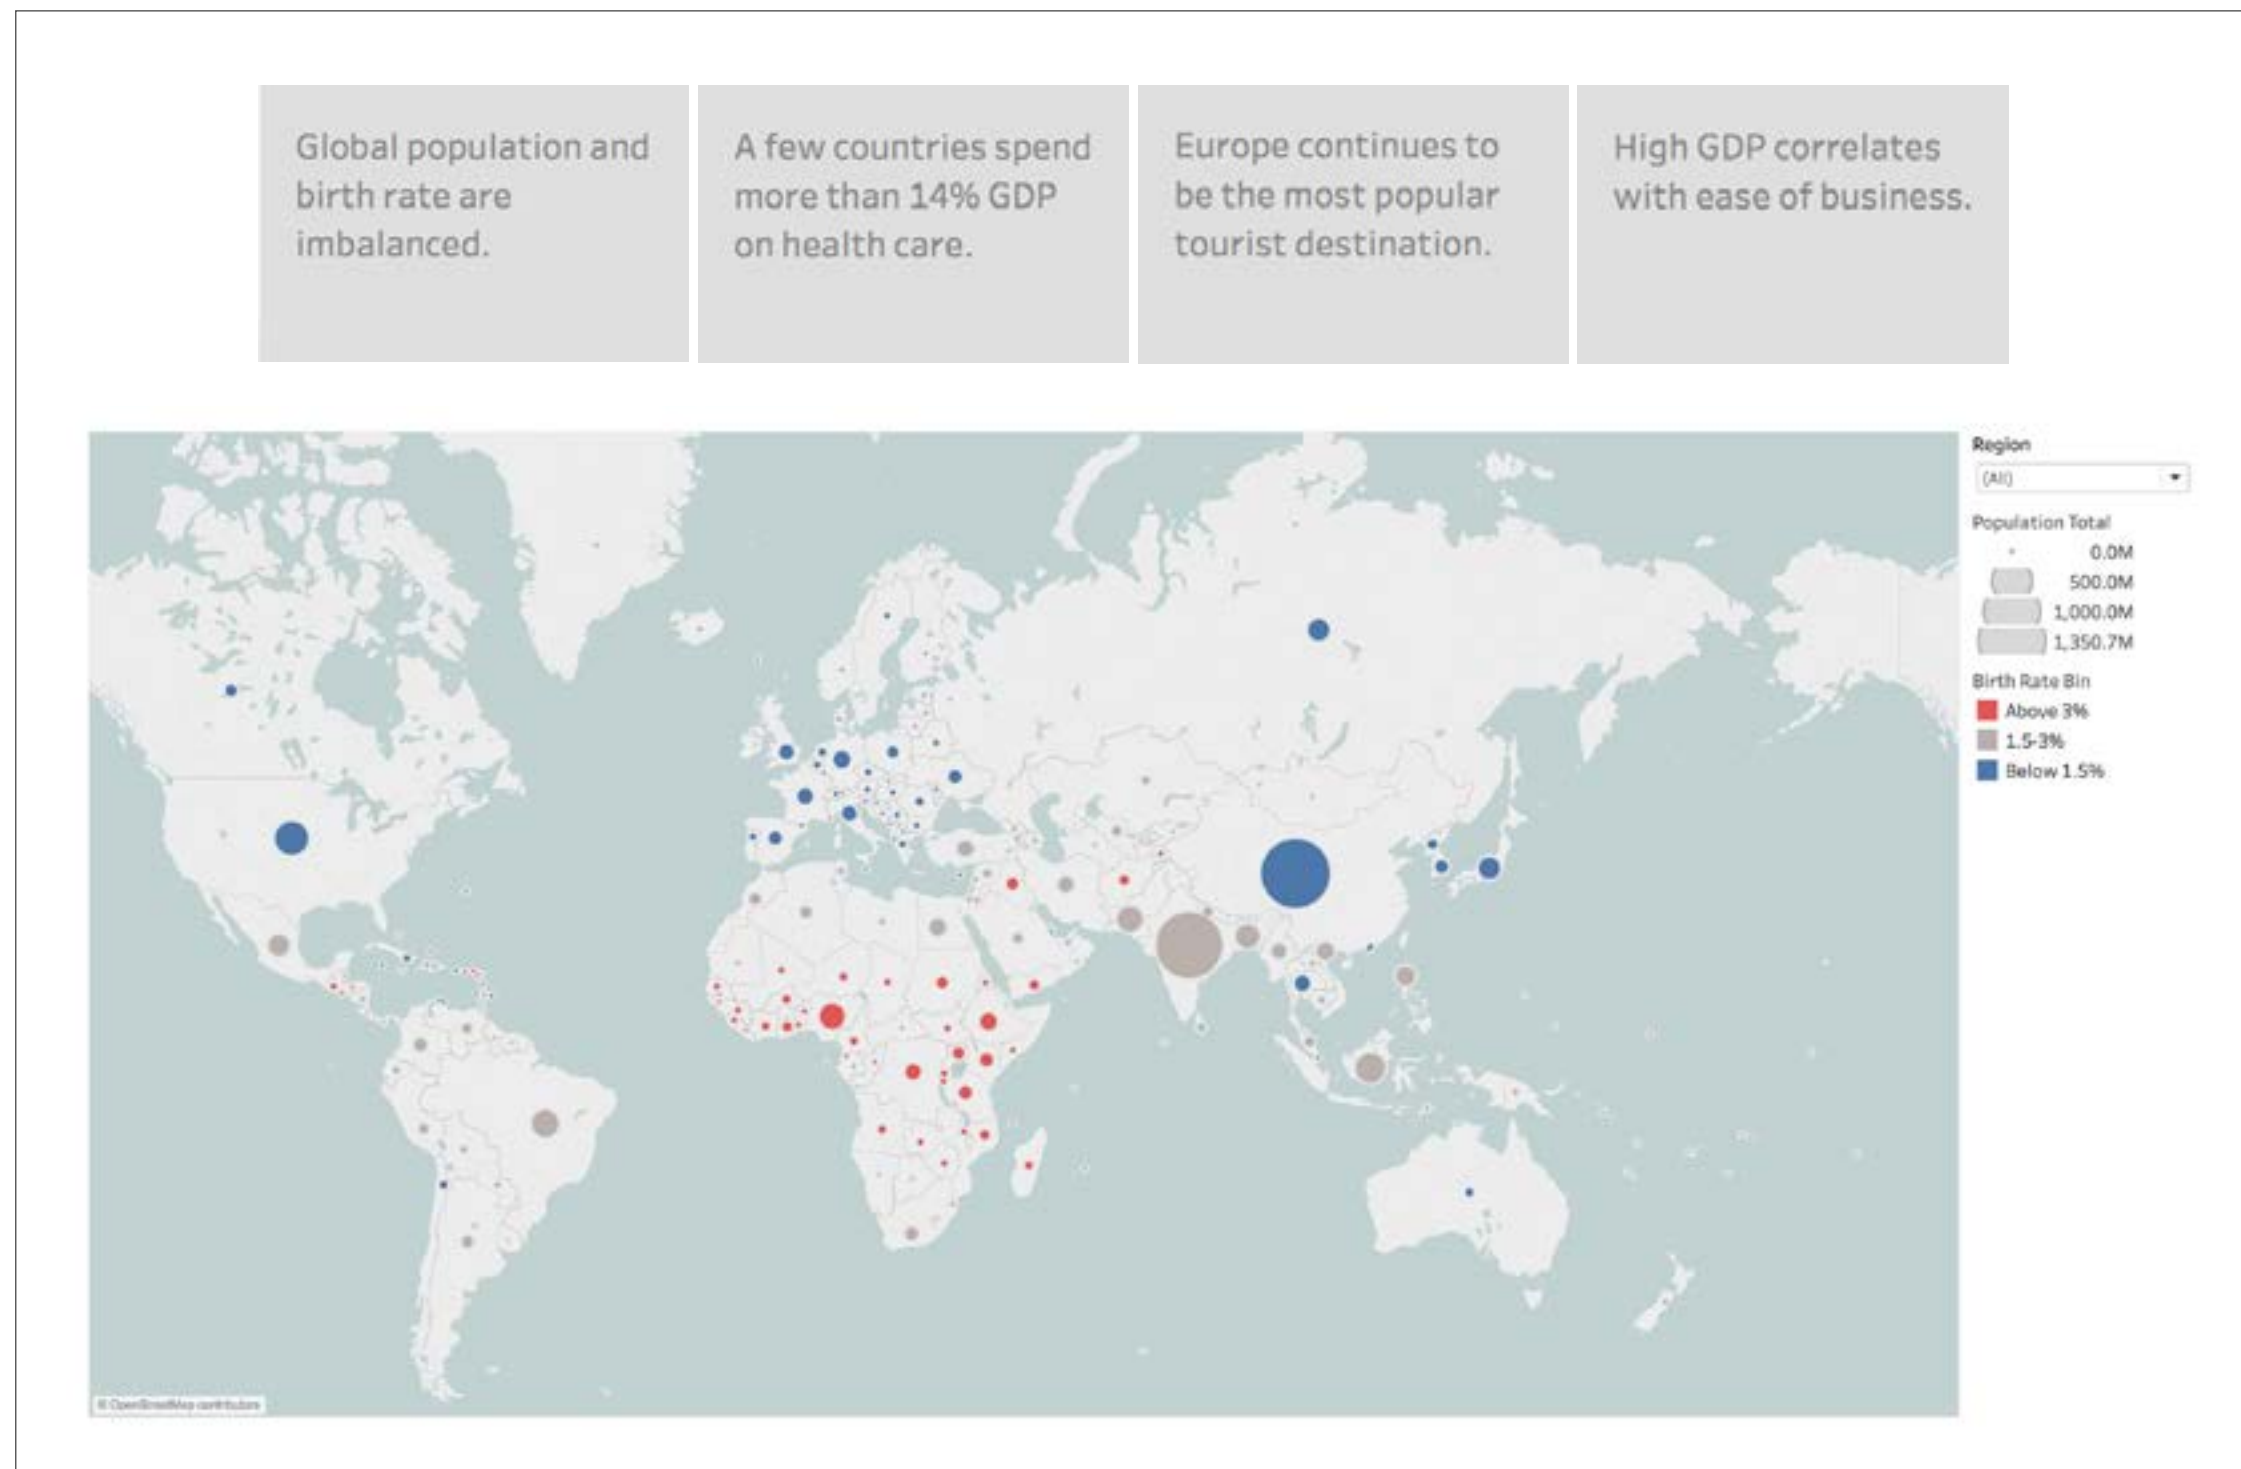 Global population and
birth rate are
imbalanced.
A few countries spend
more than 14% GDP
on health care.
Europe continues to
be the most popular
tourist destination.
High GDP correlates
with ease of business.
Region
(All)
Population Total
0.0M
500.0M
1,000.0M
1,350.7M
Birth Rate Bin
Above 3%
1.5-3%
Below 1.5%
© OpenStreetMap contributors